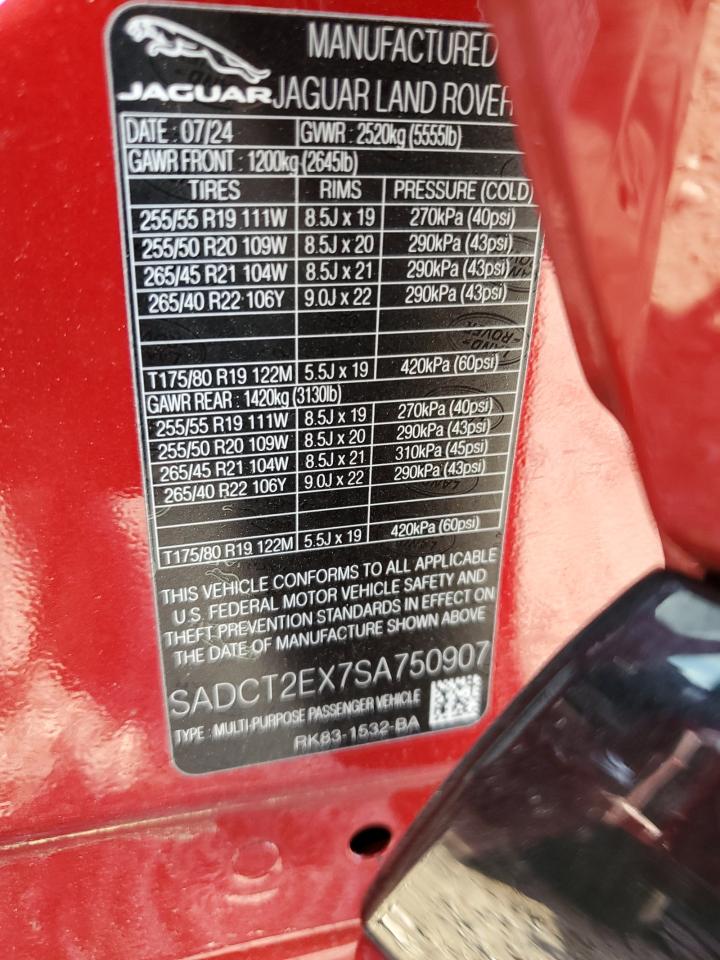 MANUFACTURED
JAGUAR JAGUAR LAND ROVER
DATE : 07/24 GVWR : 2520kg (5555lb)
GAWR FRONT : 1200kg (2645lb)
TIRES RIMS PRESSURE (COLD)
255/55 R19 111W 8.5J x 19 270kPa (40psi)
255/50 R20 109W 8.5J x 20 290kPa (43psi)
265/45 R21 104W 8.5J x 21 290kPa (43psi)
265/40 R22 106Y 9.0J x 22 290kPa (43psi)
T175/80 R19 122M 5.5J x 19 420kPa (60psi)
GAWR REAR : 1420kg (3130lb)
255/55 R19 111W 8.5J x 19 270kPa (40psi)
255/50 R20 109W 8.5J x 20 290kPa (43psi)
265/45 R21 104W 8.5J x 21 310kPa (45psi)
265/40 R22 106Y 9.0J x 22 290kPa (43psi)
T175/80 R19 122M 5.5J x 19 420kPa (60psi)
THIS VEHICLE CONFORMS TO ALL APPLICABLE
U.S. FEDERAL MOTOR VEHICLE SAFETY AND
THEFT PREVENTION STANDARDS IN EFFECT ON
THE DATE OF MANUFACTURE SHOWN ABOVE
SADCT2EX7SA750907
TYPE : MULTI-PURPOSE PASSENGER VEHICLE
RK83-1532-BA